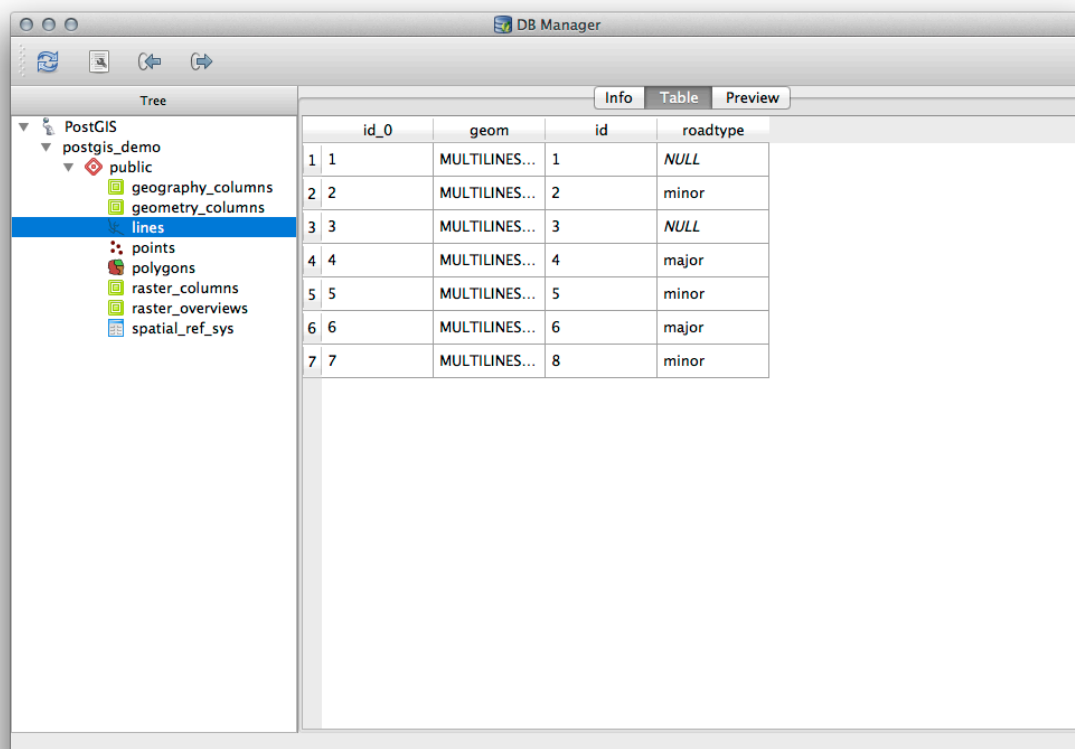 DB Manager
Tree
Info Table Preview
PostGIS
postgis_demo
public
geography_columns
geometry_columns
lines
points
polygons
raster_columns
raster_overviews
spatial_ref_sys
id_0 geom id roadtype
1 1 MULTILINES... 1 NULL
2 2 MULTILINES... 2 minor
3 3 MULTILINES... 3 NULL
4 4 MULTILINES... 4 major
5 5 MULTILINES... 5 minor
6 6 MULTILINES... 6 major
7 7 MULTILINES... 8 minor